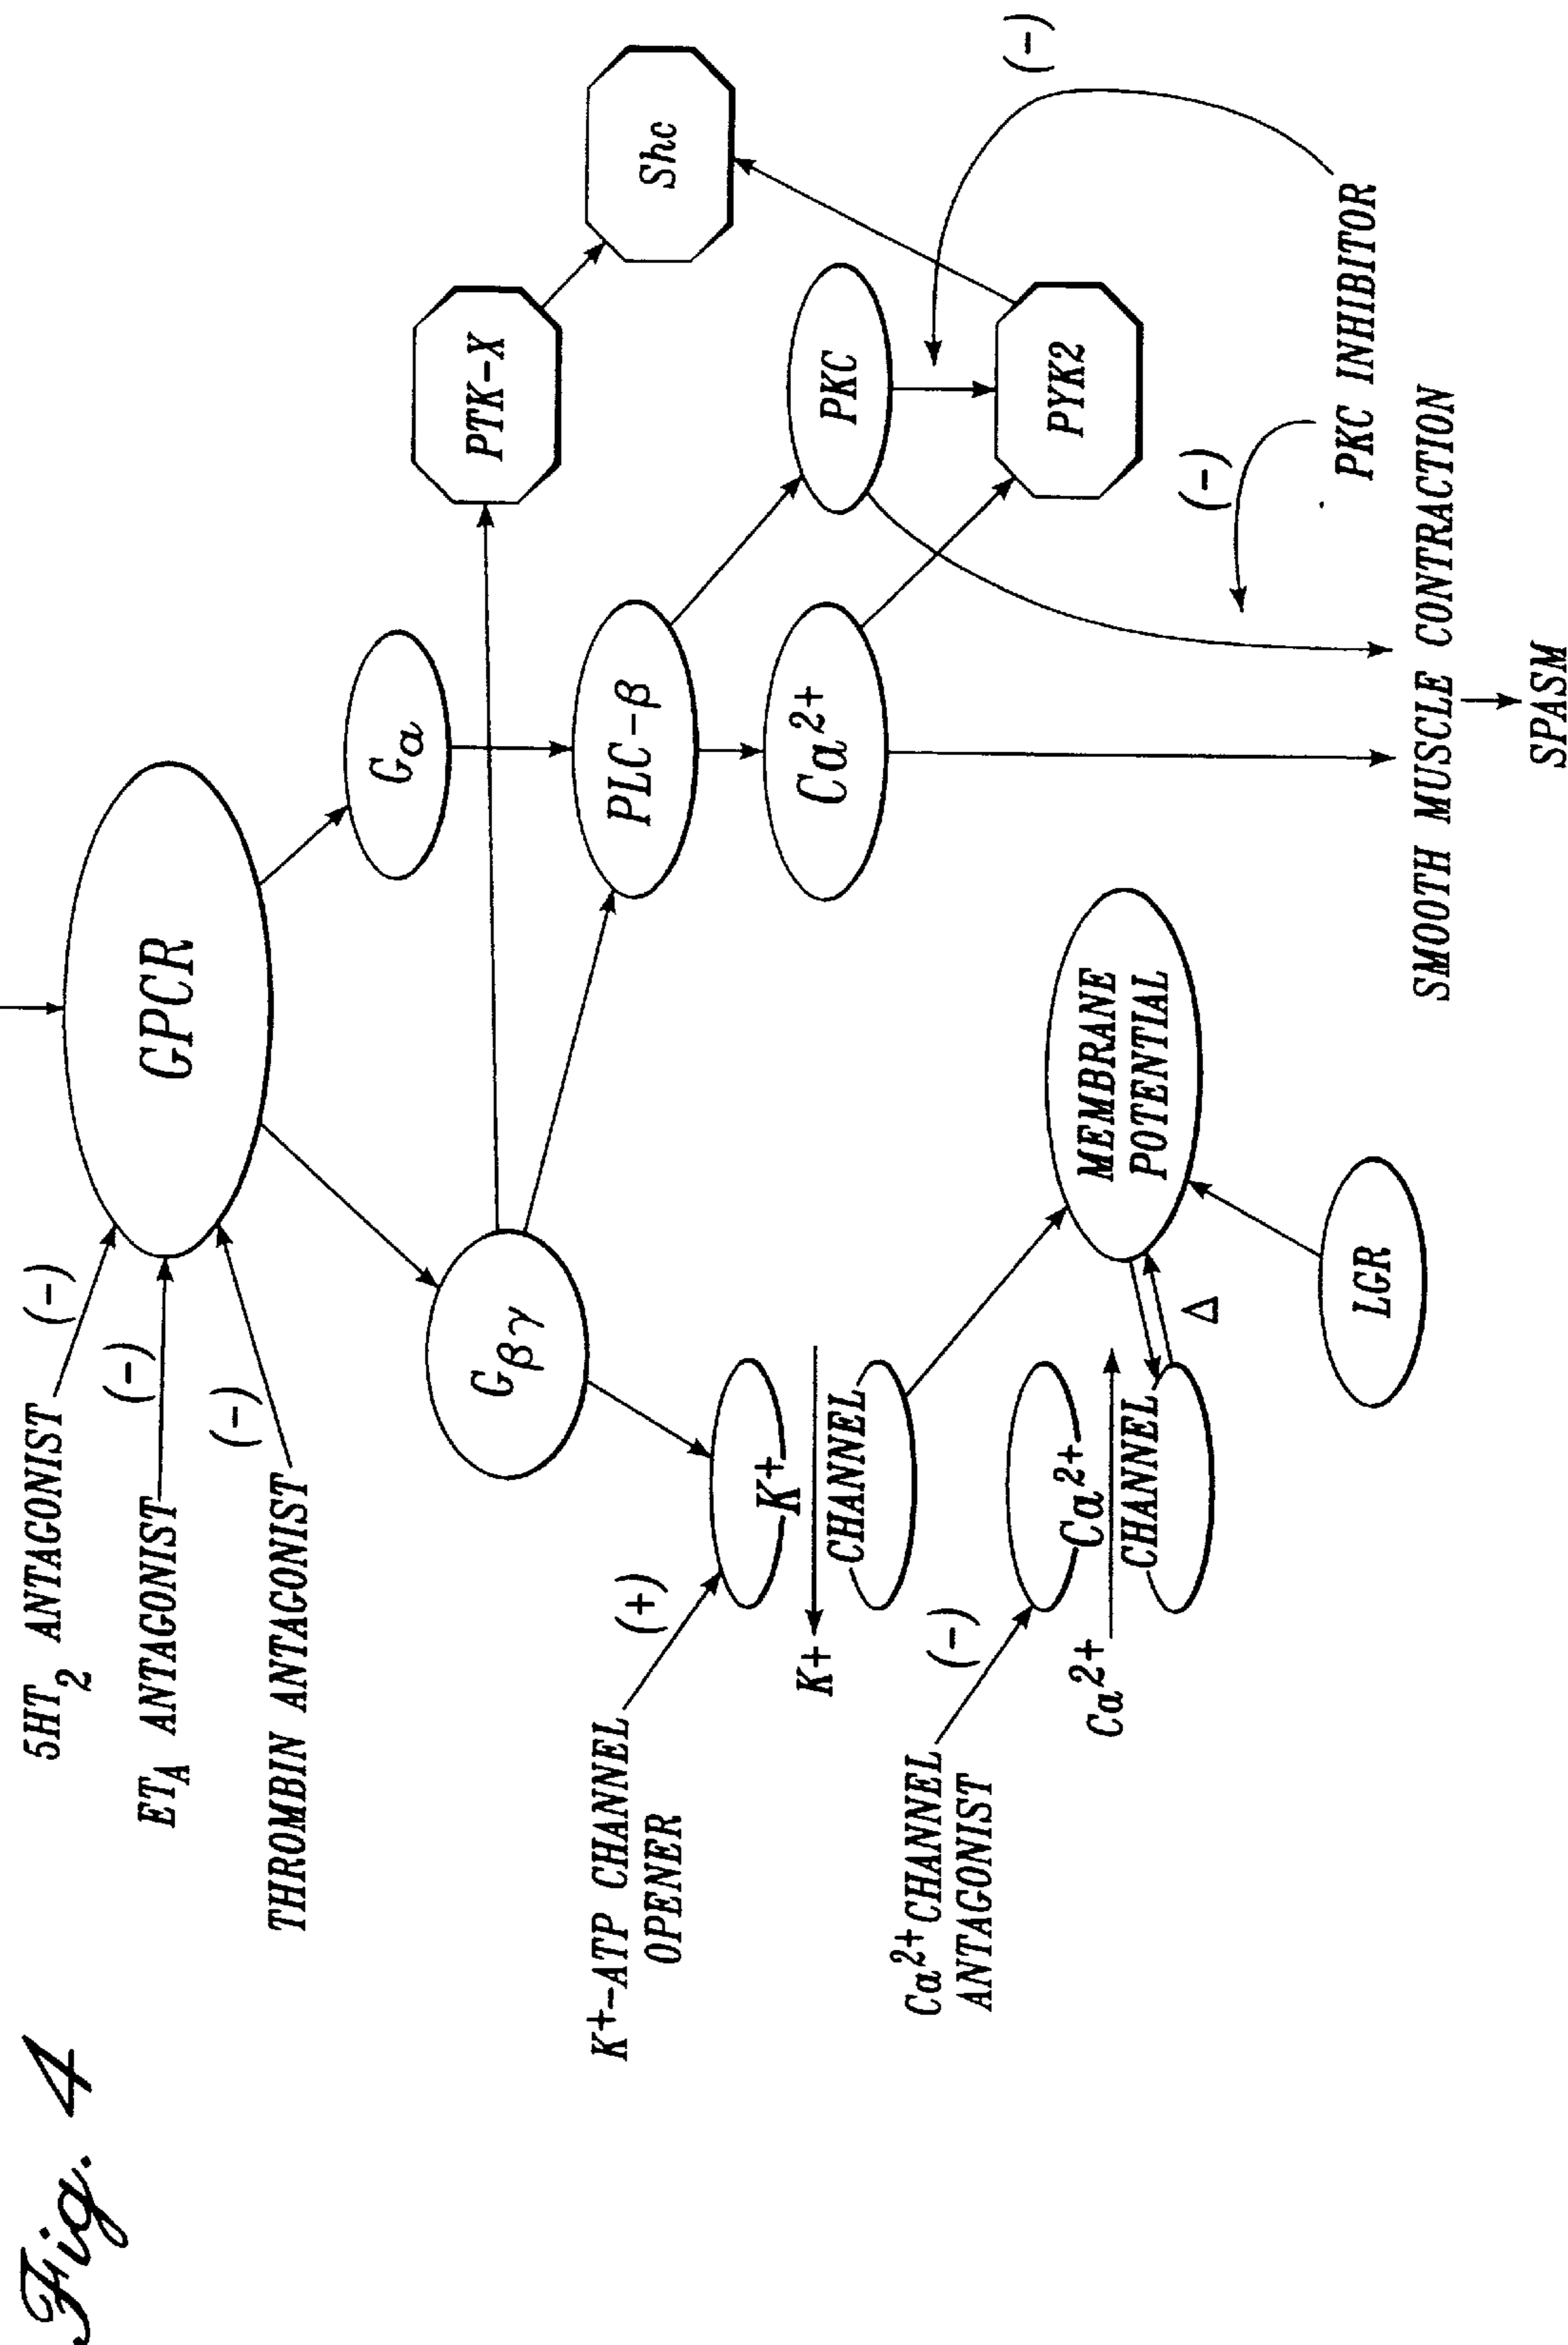 Fig. 4
5HT2 ANTAGONIST
(-)
ETA ANTAGONIST
(-)
THROMBIN ANTAGONIST
(-)
GPCR
Gα
Gβγ
PTK-X
Shc
K+-ATP CHANNEL
OPENER
(+)
PLC-β
K+
CHANNEL
K+
Ca2+
PKC
(-)
Ca2+ CHANNEL
ANTAGONIST
(-)
Ca2+
CHANNEL
Ca2+
Δ
MEMBRANE
POTENTIAL
PYK2
(-)
LGR
PKC INHIBITOR
SMOOTH MUSCLE CONTRACTION
SPASM